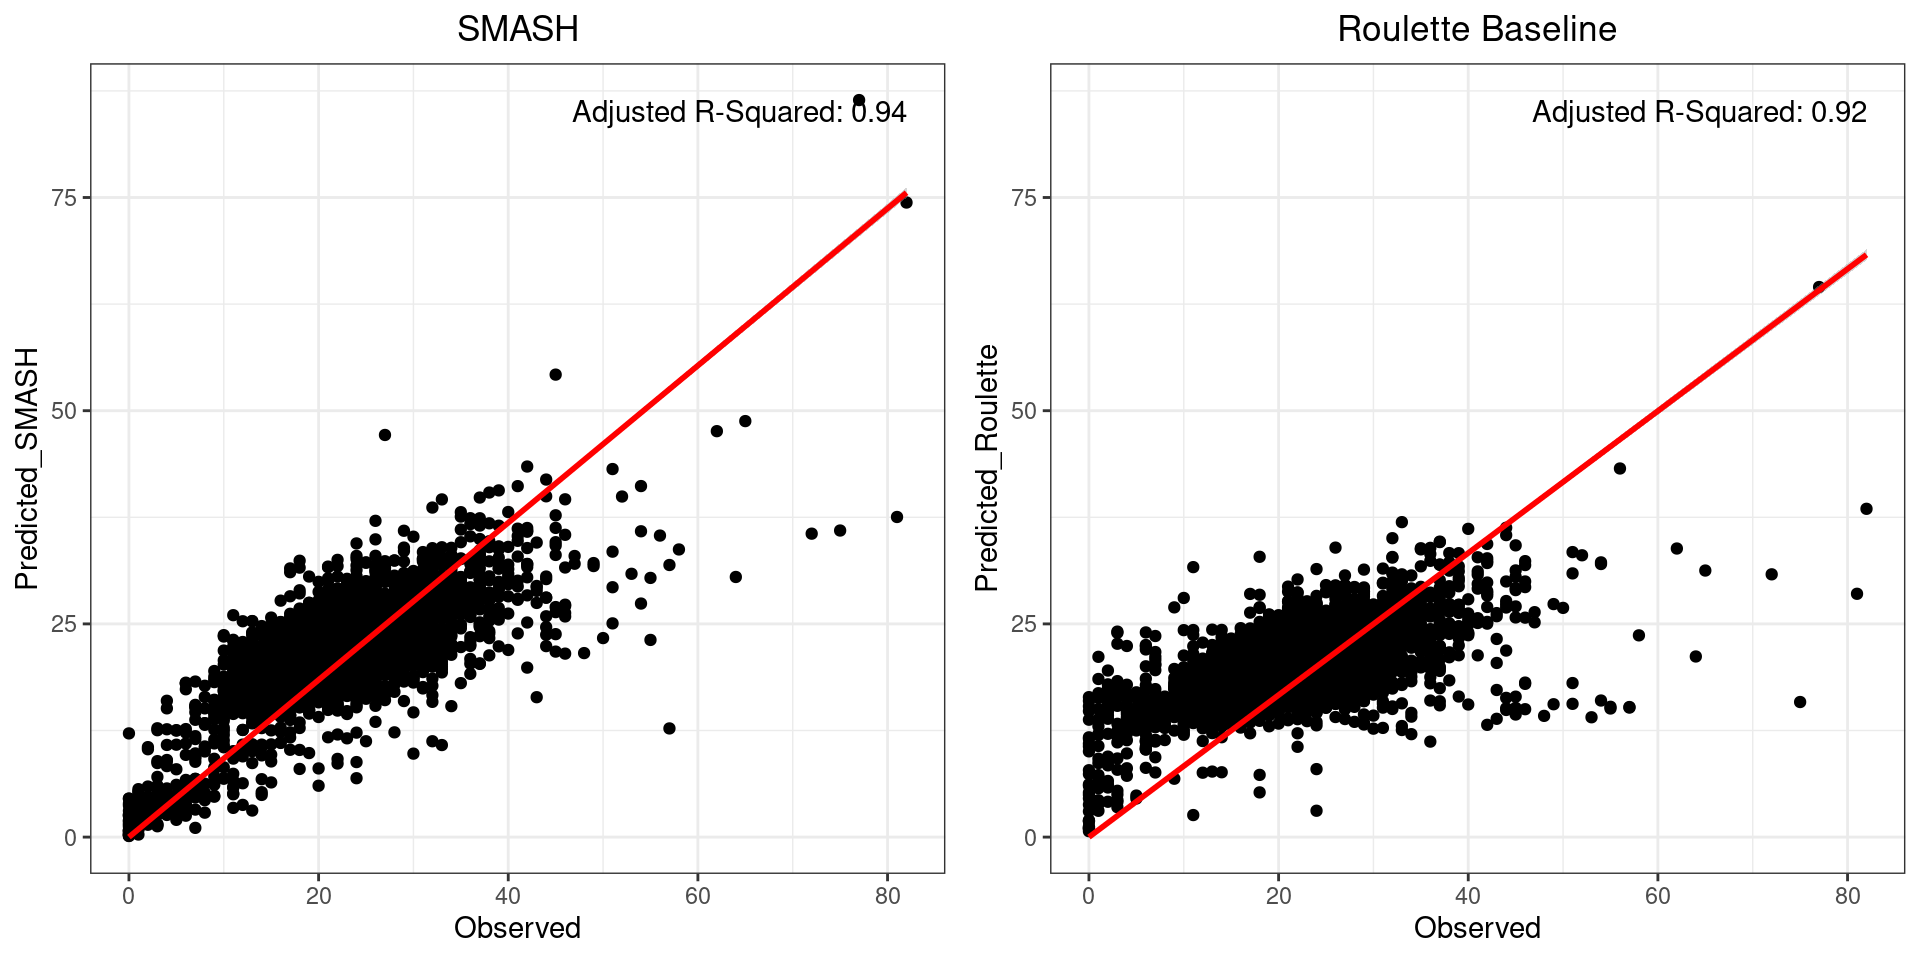 SMASH
Adjusted R-Squared: 0.94
75
50
25
0
Predicted_SMASH
0 20 40 60 80
Observed
Roulette Baseline
Adjusted R-Squared: 0.92
75
50
25
0
Predicted_Roulette
0 20 40 60 80
Observed